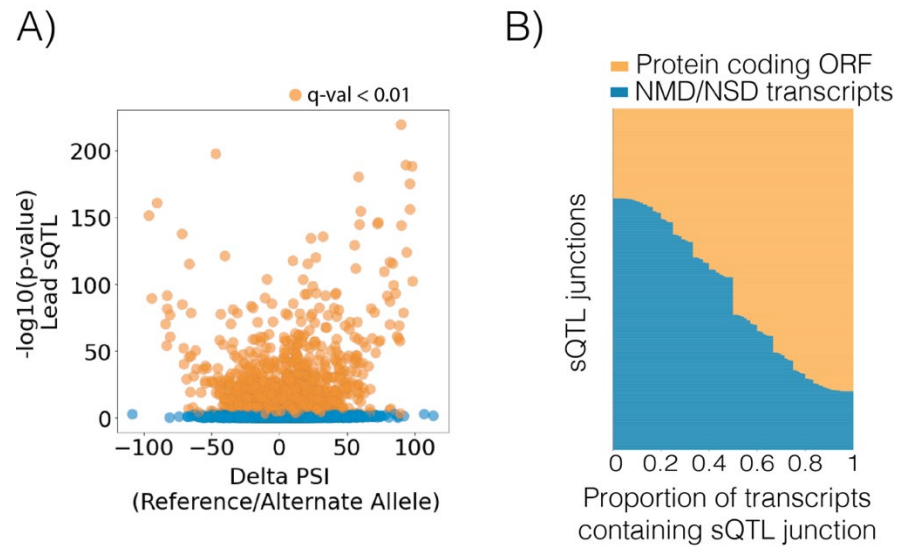 A)
q-val < 0.01
-log10(p-value)
Lead sQTL
200
150
100
50
0
−100 −50 0 50 100
Delta PSI
(Reference/Alternate Allele)
B)
Protein coding ORF
NMD/NSD transcripts
sQTL junctions
0 0.2 0.4 0.6 0.8 1
Proportion of transcripts
containing sQTL junction